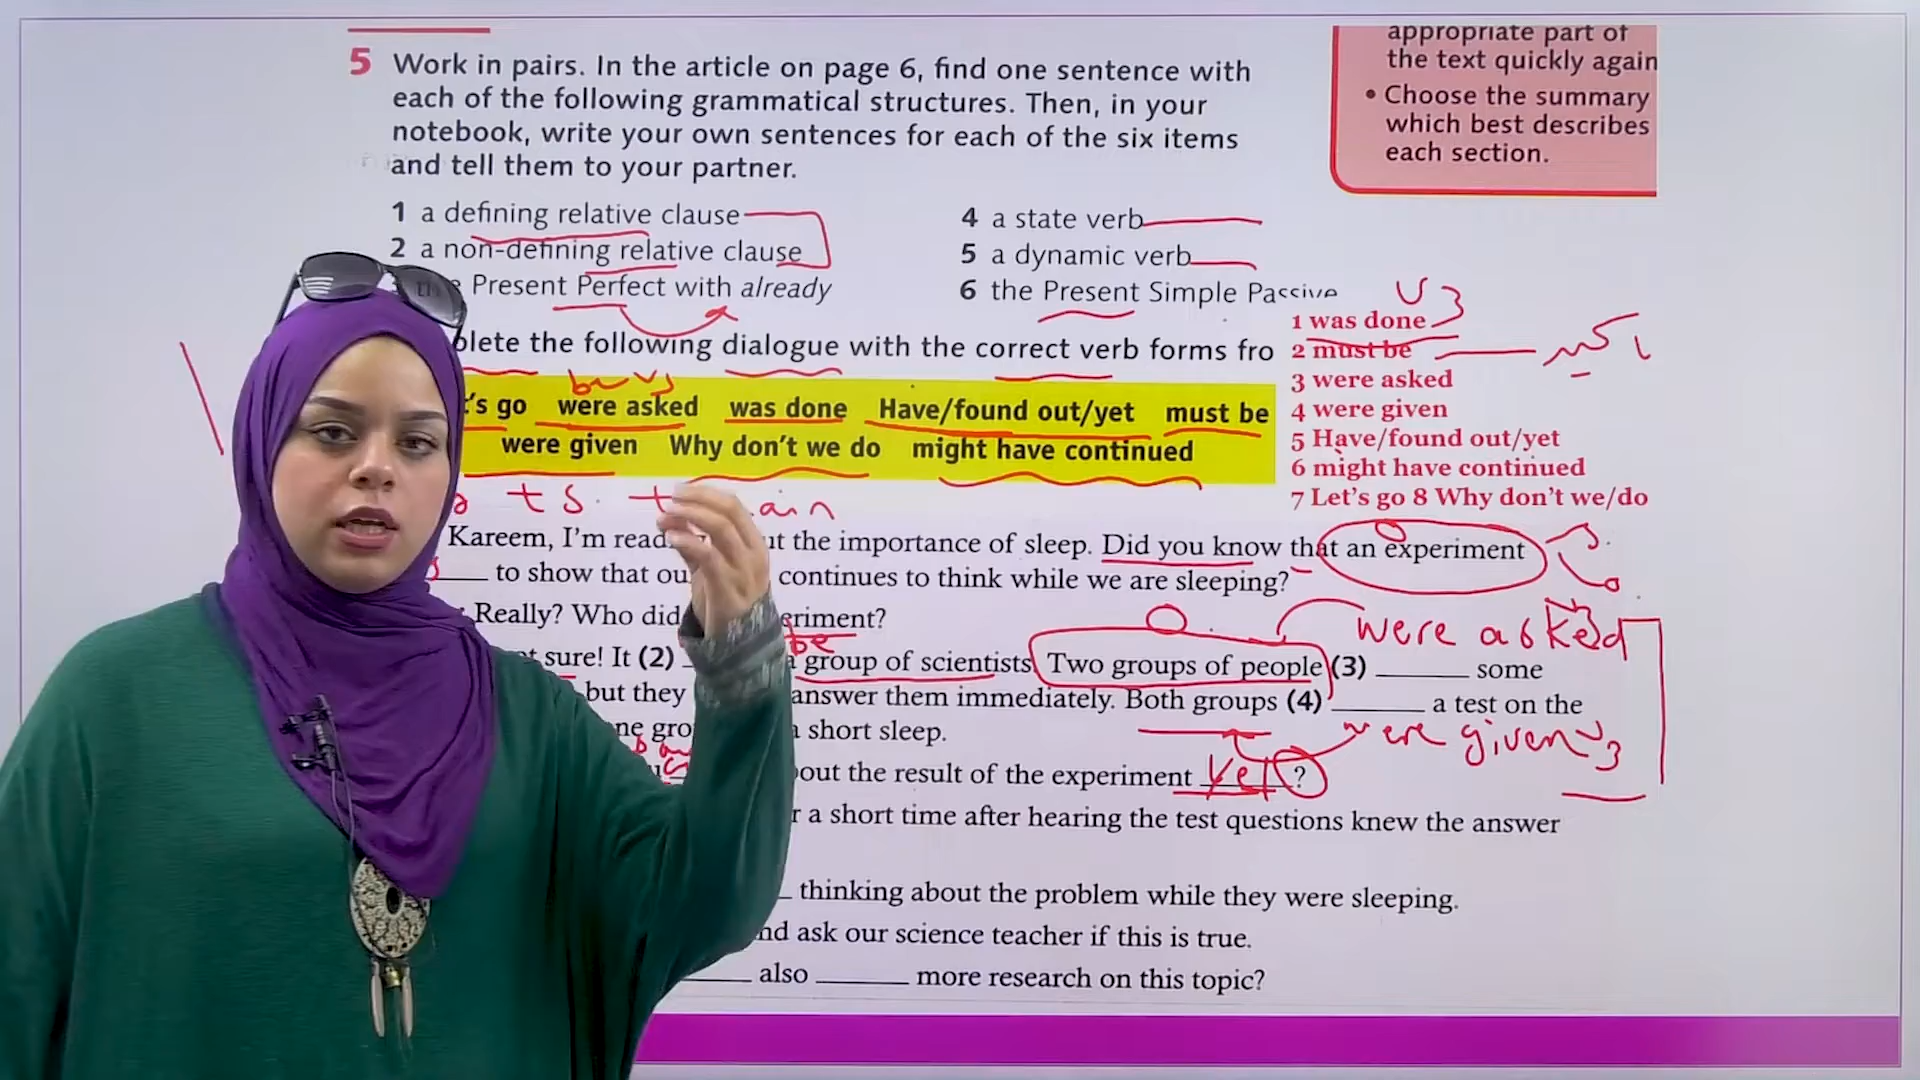 appropriate part of
the text quickly again
• Choose the summary
which best describes
each section.
5 Work in pairs. In the article on page 6, find one sentence with
each of the following grammatical structures. Then, in your
notebook, write your own sentences for each of the six items
and tell them to your partner.
1 a defining relative clause
2 a non-defining relative clause
Present Perfect with already
4 a state verb
5 a dynamic verb
6 the Present Simple Passive
v3
plete the following dialogue with the correct verb forms fro
1 was done
2 must be
3 were asked
4 were given
5 Have/found out/yet
6 might have continued
7 Let's go 8 Why don't we/do
be v3
's go were asked was done Have/found out/yet must be
were given Why don't we do might have continued
Kareem, I'm read ut the importance of sleep. Did you know that an experiment
to show that ou continues to think while we are sleeping?
Really? Who did eriment?
were asked
be
t sure! It (2) a group of scientists. Two groups of people (3) some
but they answer them immediately. Both groups (4) a test on the
were given v3
ne gro a short sleep.
out the result of the experiment yet ?
r a short time after hearing the test questions knew the answer
thinking about the problem while they were sleeping.
nd ask our science teacher if this is true.
also more research on this topic?